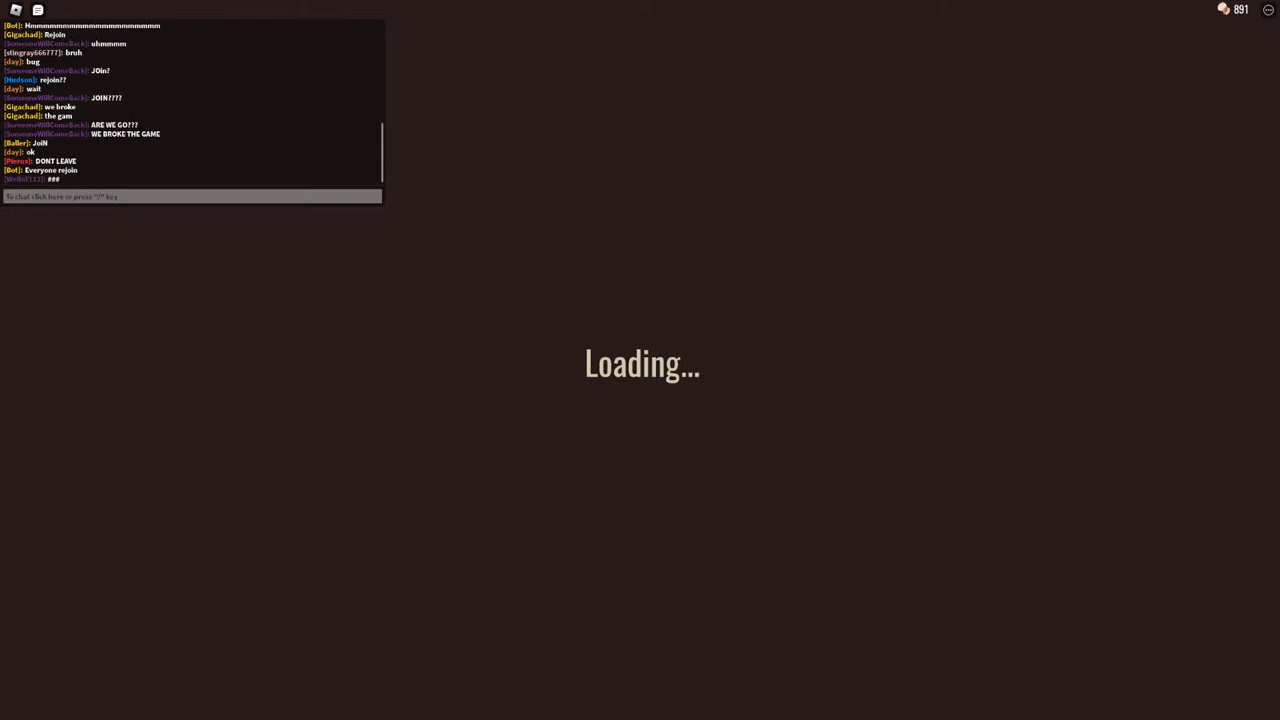 891
[Bot]: Hmmmmmmmmmmmmmmmmmmmm
[Gigachad]: Rejoin
[SomeoneWillComeBack]: uhmmmm
[stingray666777]: bruh
[day]: bug
[SomeoneWillComeBack]: JOin?
[Hudson]: rejoin??
[day]: wait
[SomeoneWillComeBack]: JOIN????
[Gigachad]: we broke
[Gigachad]: the gam
[SomeoneWillComeBack]: ARE WE GO???
[SomeoneWillComeBack]: WE BROKE THE GAME
[Baller]: JoiN
[day]: ok
[Pierus]: DONT LEAVE
[Bot]: Everyone rejoin
###
To chat click here or press "/" key
Loading...